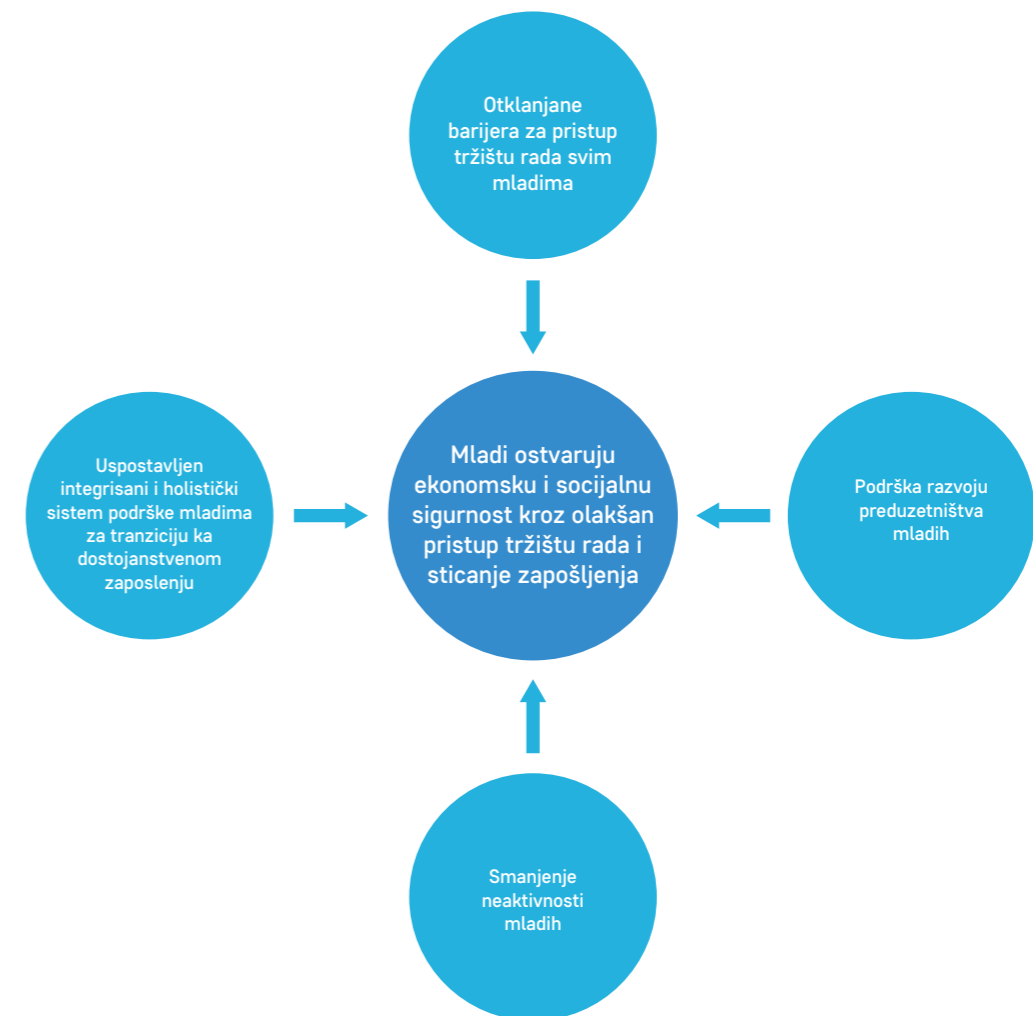 Otklanjane
barijera za pristup
tržištu rada svim
mladima
Uspostavljen
integrisani i holistički
sistem podrške mladima
za tranziciju ka
dostojanstvenom
zaposlenju
Mladi ostvaruju
ekonomsku i socijalnu
sigurnost kroz olakšan
pristup tržištu rada i
sticanje zapošljenja
Podrška razvoju
preduzetništva
mladih
Smanjenje
neaktivnosti
mladih